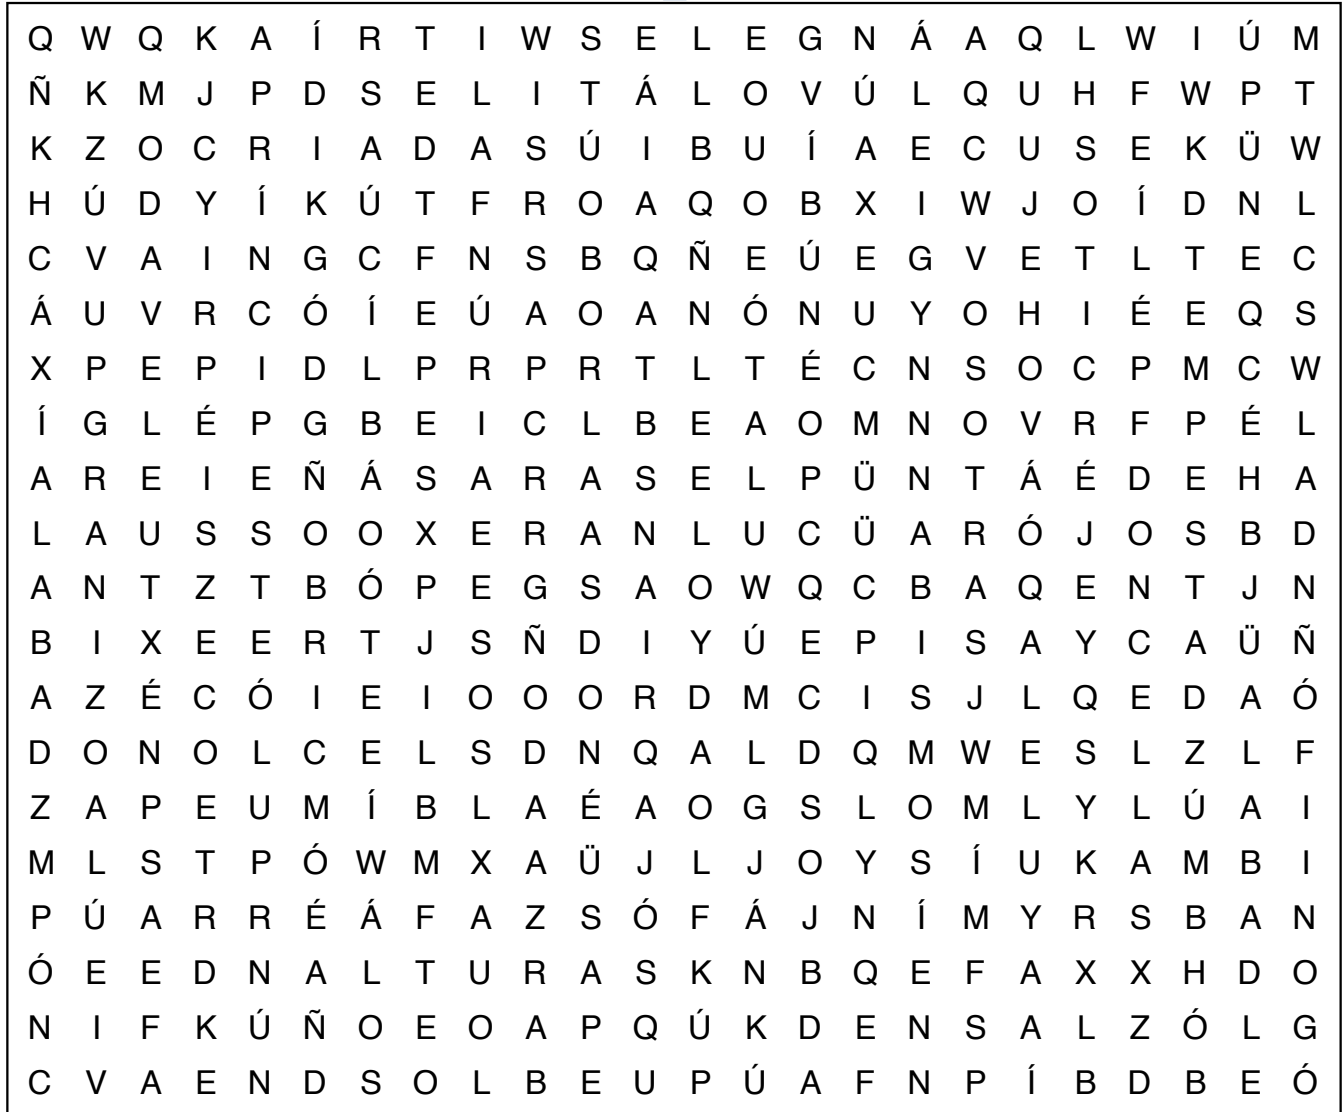 Q W Q K A Í R T I W S E L E G N Á A Q L W I Ú M
Ñ K M J P D S E L I T Á L O V Ú L Q U H F W P T
K Z O C R I A D A S Ú I B U Í A E C U S E K Ü W
H Ú D Y Í K Ú T F R O A Q O B X I W J O Í D N L
C V A I N G C F N S B Q Ñ E Ú E G V E T L T E C
Á U V R C Ó Í E Ú A O A N Ó N U Y O H I É E Q S
X P E P I D L P R P R T L T É C N S O C P M C W
Í G L É P G B E I C L B E A O M N O V R F P É L
A R E I E Ñ Á S A R A S E L P Ü N T Á É D E H A
L A U S S O O X E R A N L U C Ü A R Ó J O S B D
A N T Z T B Ó P E G S A O W Q C B A Q E N T J N
B I X E E R T J S Ñ D I Y Ú E P I S A Y C A Ü Ñ
A Z É C Ó I E I O O O R D M C I S J L Q E D A Ó
D O N O L C E L S D N Q A L D Q M W E S L Z L F
Z A P E U M Í B L A É A O G S L O M L Y L Ú A I
M L S T P Ó W M X A Ü J L J O Y S Í U K A M B I
P Ú A R R É Á F A Z S Ó F Á J N Í M Y R S B A N
Ó E E D N A L T U R A S K N B Q E F A X X H D O
N I F K Ú Ñ O E O A P Q Ú K D E N S A L Z Ó L G
C V A E N D S O L B E U P Ú A F N P Í B D B E Ó